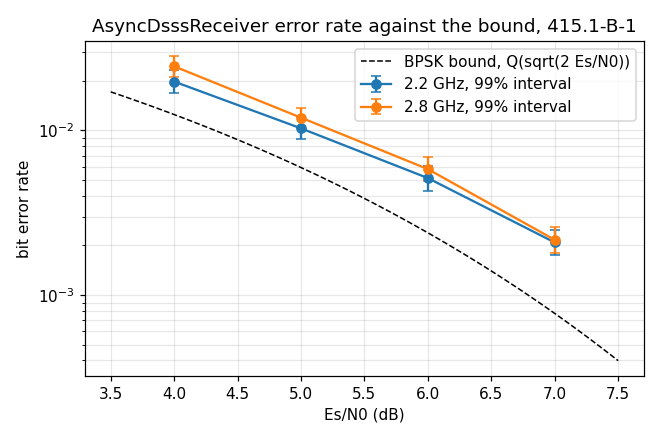 AsyncDsssReceiver error rate against the bound, 415.1-B-1
BPSK bound, Q(sqrt(2 Es/N0))
2.2 GHz, 99% interval
2.8 GHz, 99% interval
bit error rate
10⁻²
10⁻³
3.5 4.0 4.5 5.0 5.5 6.0 6.5 7.0 7.5
Es/N0 (dB)